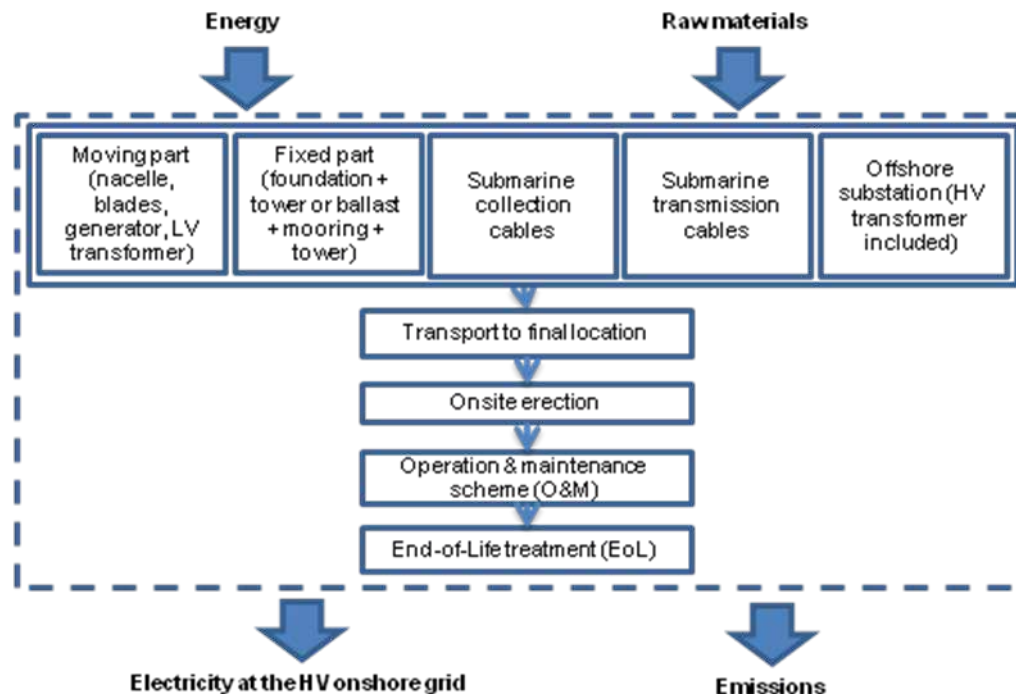 Energy
Raw materials
Moving part
(nacelle,
blades,
generator, LV
transformer)
Fixed part
(foundation +
tower or ballast
+ mooring +
tower)
Submarine
collection
cables
Submarine
transmission
cables
Offshore
substation (HV
transformer
included)
Transport to final location
Onsite erection
Operation & maintenance
scheme (O&M)
End-of-Life treatment (EoL)
Electricity at the HV onshore grid
Emissions